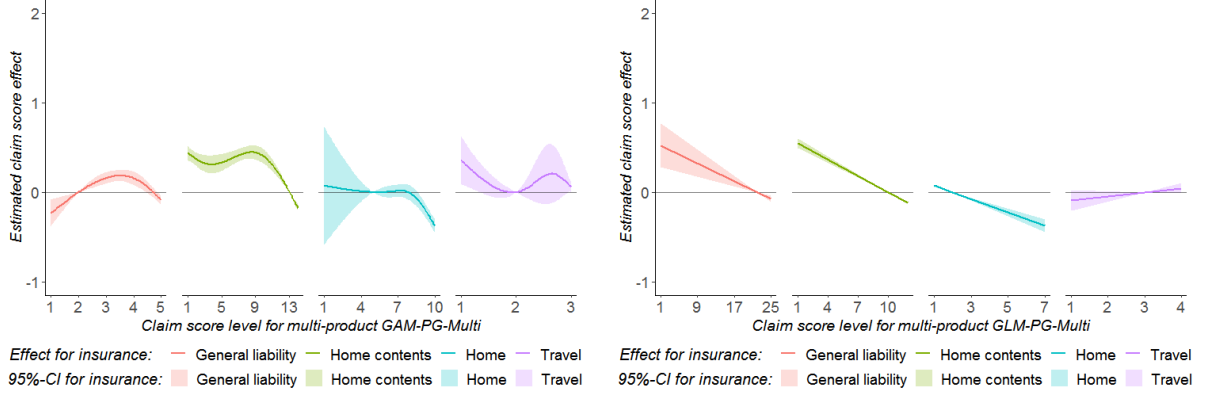 Estimated claim score effect
2
1
0
-1
1 2 3 4 5 1 5 9 13 1 4 7 10 1 2 3
Claim score level for multi-product GAM-PG-Multi
Effect for insurance: General liability Home contents Home Travel
95%-CI for insurance: General liability Home contents Home Travel
Estimated claim score effect
2
1
0
-1
1 9 17 25 1 4 7 10 1 3 5 7 1 2 3 4
Claim score level for multi-product GLM-PG-Multi
Effect for insurance: General liability Home contents Home Travel
95%-CI for insurance: General liability Home contents Home Travel